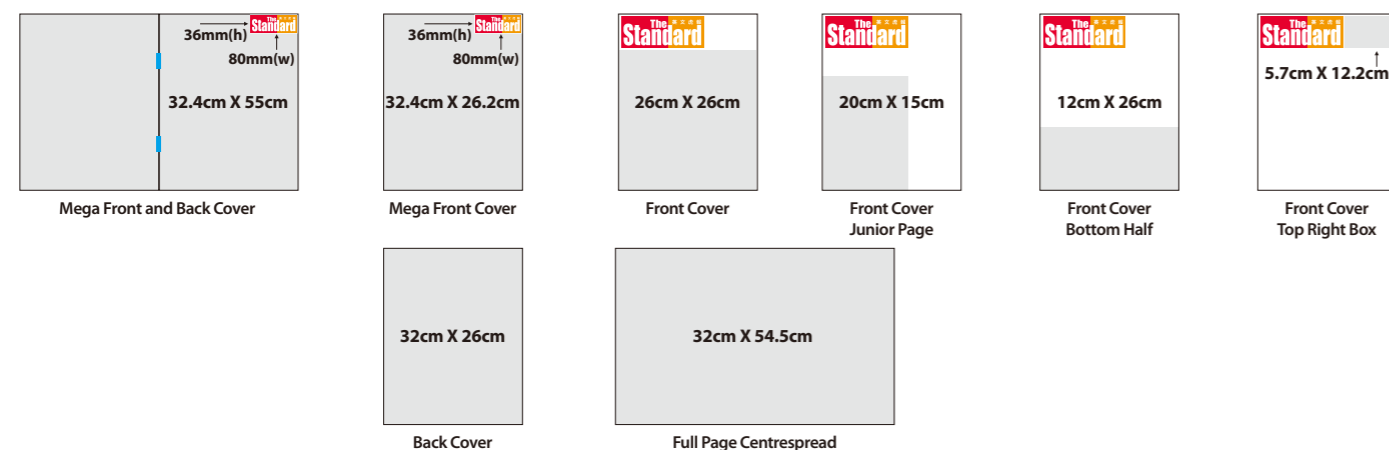 36mm(h)
The
Standard
80mm(w)
32.4cm X 55cm
Mega Front and Back Cover
36mm(h)
The
Standard
80mm(w)
32.4cm X 26.2cm
Mega Front Cover
The
Standard
26cm X 26cm
Front Cover
The
Standard
20cm X 15cm
Front Cover
Junior Page
The
Standard
12cm X 26cm
Front Cover
Bottom Half
The
Standard
5.7cm X 12.2cm
Front Cover
Top Right Box
32cm X 26cm
Back Cover
32cm X 54.5cm
Full Page Centrespread